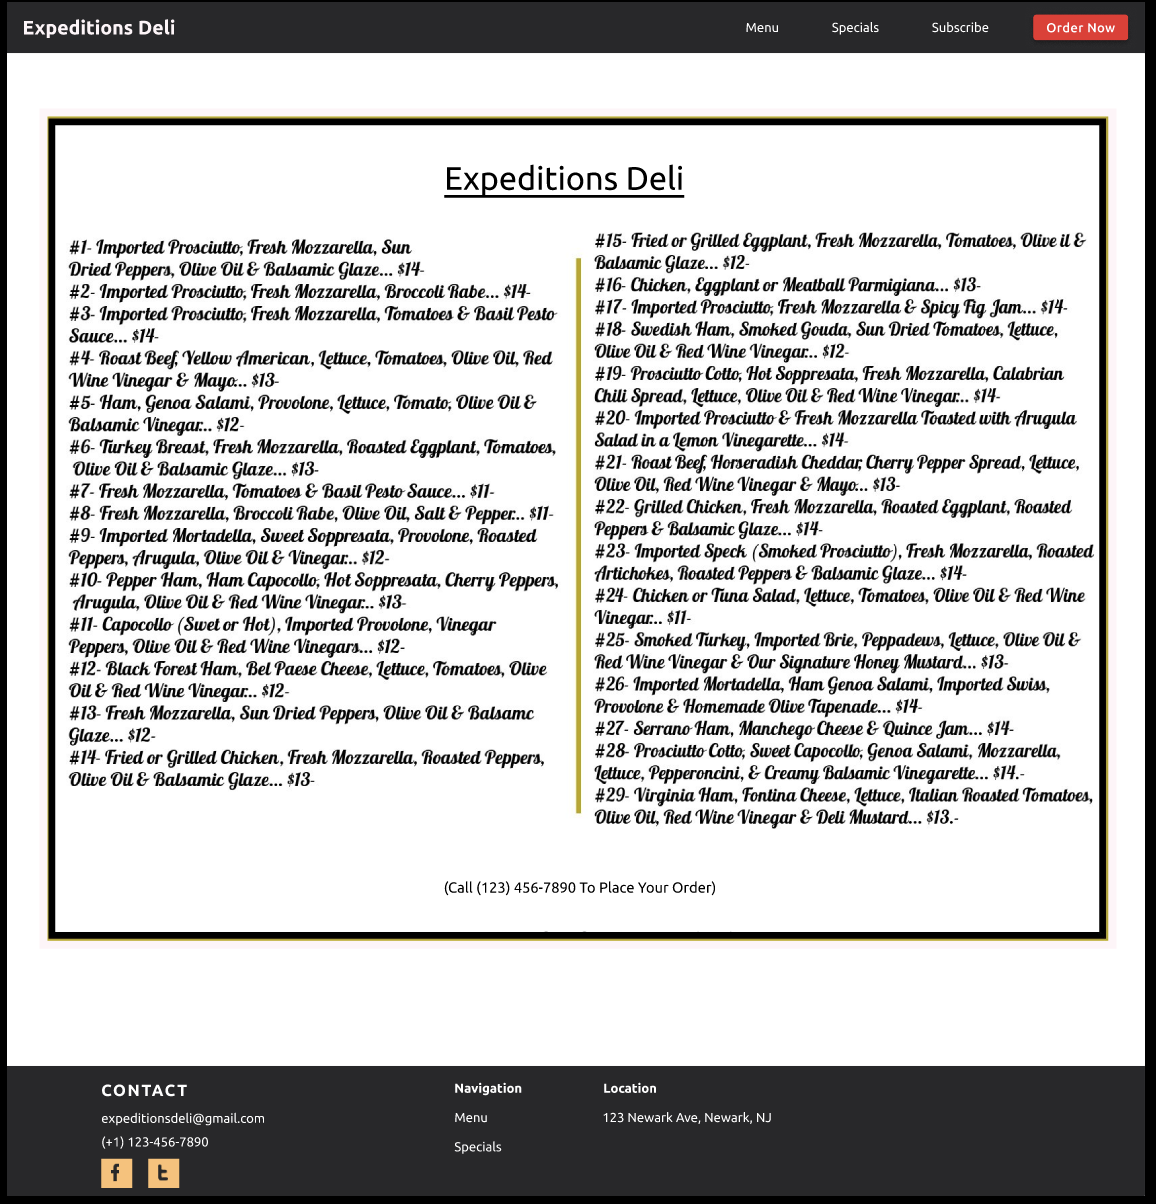 Expeditions Deli
Menu
Specials
Subscribe
Order Now
Expeditions Deli
#1- Imported Prosciutto, Fresh Mozzarella, Sun
Dried Peppers, Olive Oil & Balsamic Glaze... $14-
#2- Imported Prosciutto, Fresh Mozzarella, Broccoli Rabe... $14-
#3- Imported Prosciutto, Fresh Mozzarella, Tomatoes & Basil Pesto
Sauce... $14-
#4- Roast Beef, Yellow American, Lettuce, Tomatoes, Olive Oil, Red
Wine Vinegar & Mayo... $13-
#5- Ham, Genoa Salami, Provolone, Lettuce, Tomato, Olive Oil &
Balsamic Vinegar... $12-
#6- Turkey Breast, Fresh Mozzarella, Roasted Eggplant, Tomatoes,
Olive Oil & Balsamic Glaze... $13-
#7- Fresh Mozzarella, Tomatoes & Basil Pesto Sauce... $11-
#8- Fresh Mozzarella, Broccoli Rabe, Olive Oil, Salt & Pepper... $11-
#9- Imported Mortadella, Sweet Soppresata, Provolone, Roasted
Peppers, Arugula, Olive Oil & Vinegar... $12-
#10- Pepper Ham, Ham Capocollo, Hot Soppresata, Cherry Peppers,
Arugula, Olive Oil & Red Wine Vinegar... $13-
#11- Capocollo (Swet or Hot), Imported Provolone, Vinegar
Peppers, Olive Oil & Red Wine Vinegars... $12-
#12- Black Forest Ham, Bel Paese Cheese, Lettuce, Tomatoes, Olive
Oil & Red Wine Vinegar... $12-
#13- Fresh Mozzarella, Sun Dried Peppers, Olive Oil & Balsamc
Glaze... $12-
#14- Fried or Grilled Chicken, Fresh Mozzarella, Roasted Peppers,
Olive Oil & Balsamic Glaze... $13-
#15- Fried or Grilled Eggplant, Fresh Mozzarella, Tomatoes, Olive il &
Balsamic Glaze... $12-
#16- Chicken, Eggplant or Meatball Parmigiana... $13-
#17- Imported Prosciutto, Fresh Mozzarella & Spicy Fig Jam... $14-
#18- Swedish Ham, Smoked Gouda, Sun Dried Tomatoes, Lettuce,
Olive Oil & Red Wine Vinegar... $12-
#19- Prosciutto Cotto, Hot Soppresata, Fresh Mozzarella, Calabrian
Chili Spread, Lettuce, Olive Oil & Red Wine Vinegar... $14-
#20- Imported Prosciutto & Fresh Mozzarella Toasted with Arugula
Salad in a Lemon Vinegarette... $14-
#21- Roast Beef, Horseradish Cheddar, Cherry Pepper Spread, Lettuce,
Olive Oil, Red Wine Vinegar & Mayo... $13-
#22- Grilled Chicken, Fresh Mozzarella, Roasted Eggplant, Roasted
Peppers & Balsamic Glaze... $14-
#23- Imported Speck (Smoked Prosciutto), Fresh Mozzarella, Roasted
Artichokes, Roasted Peppers & Balsamic Glaze... $14-
#24- Chicken or Tuna Salad, Lettuce, Tomatoes, Olive Oil & Red Wine
Vinegar... $11-
#25- Smoked Turkey, Imported Brie, Peppadews, Lettuce, Olive Oil &
Red Wine Vinegar & Our Signature Honey Mustard... $13-
#26- Imported Mortadella, Ham Genoa Salami, Imported Swiss,
Provolone & Homemade Olive Tapenade... $14-
#27- Serrano Ham, Manchego Cheese & Quince Jam... $14-
#28- Prosciutto Cotto, Sweet Capocollo, Genoa Salami, Mozzarella,
Lettuce, Pepperoncini, & Creamy Balsamic Vinegarette... $14.-
#29- Virginia Ham, Fontina Cheese, Lettuce, Italian Roasted Tomatoes,
Olive Oil, Red Wine Vinegar & Deli Mustard... $13.-
(Call (123) 456-7890 To Place Your Order)
CONTACT
expeditionsdeli@gmail.com
(+1) 123-456-7890
Navigation
Menu
Specials
Location
123 Newark Ave, Newark, NJ